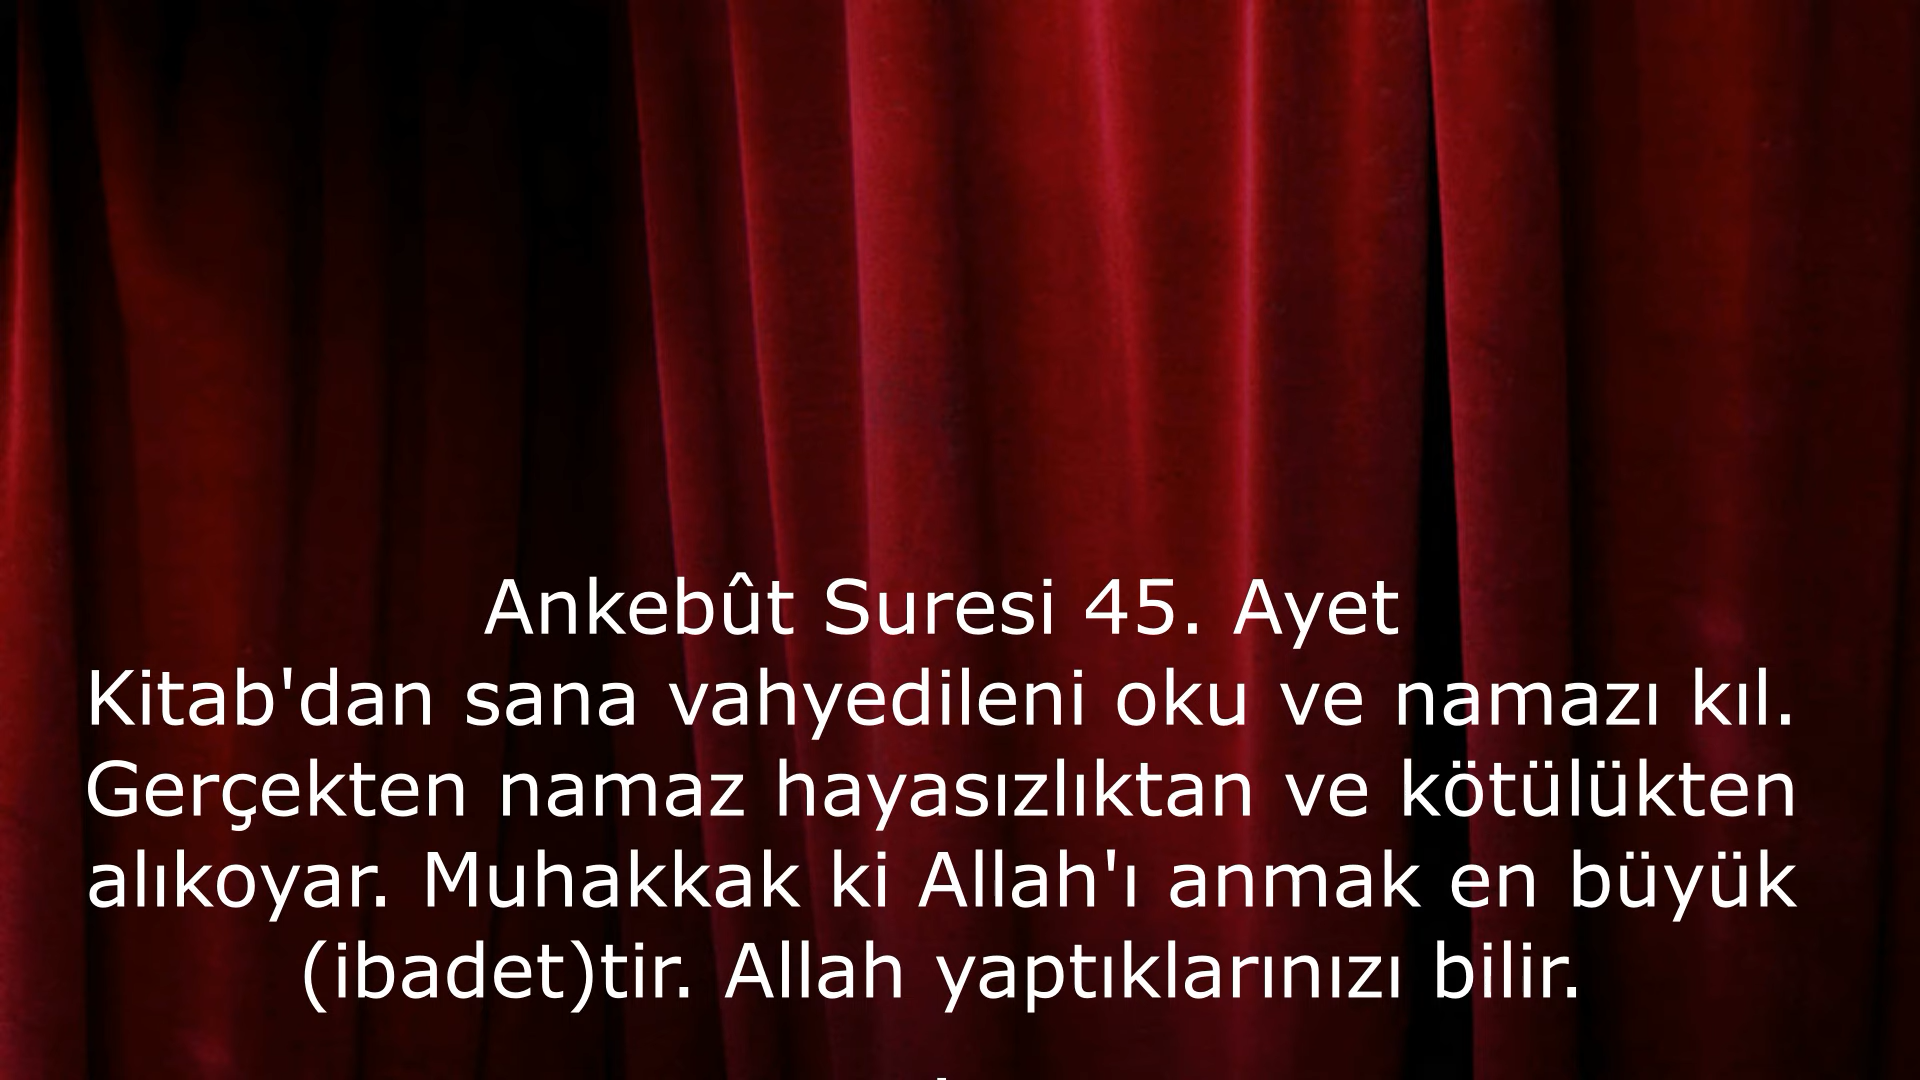 Ankebût Suresi 45. Ayet
Kitab'dan sana vahyedileni oku ve namazı kıl.
Gerçekten namaz hayasızlıktan ve kötülükten
alıkoyar. Muhakkak ki Allah'ı anmak en büyük
(ibadet)tir. Allah yaptıklarınızı bilir.